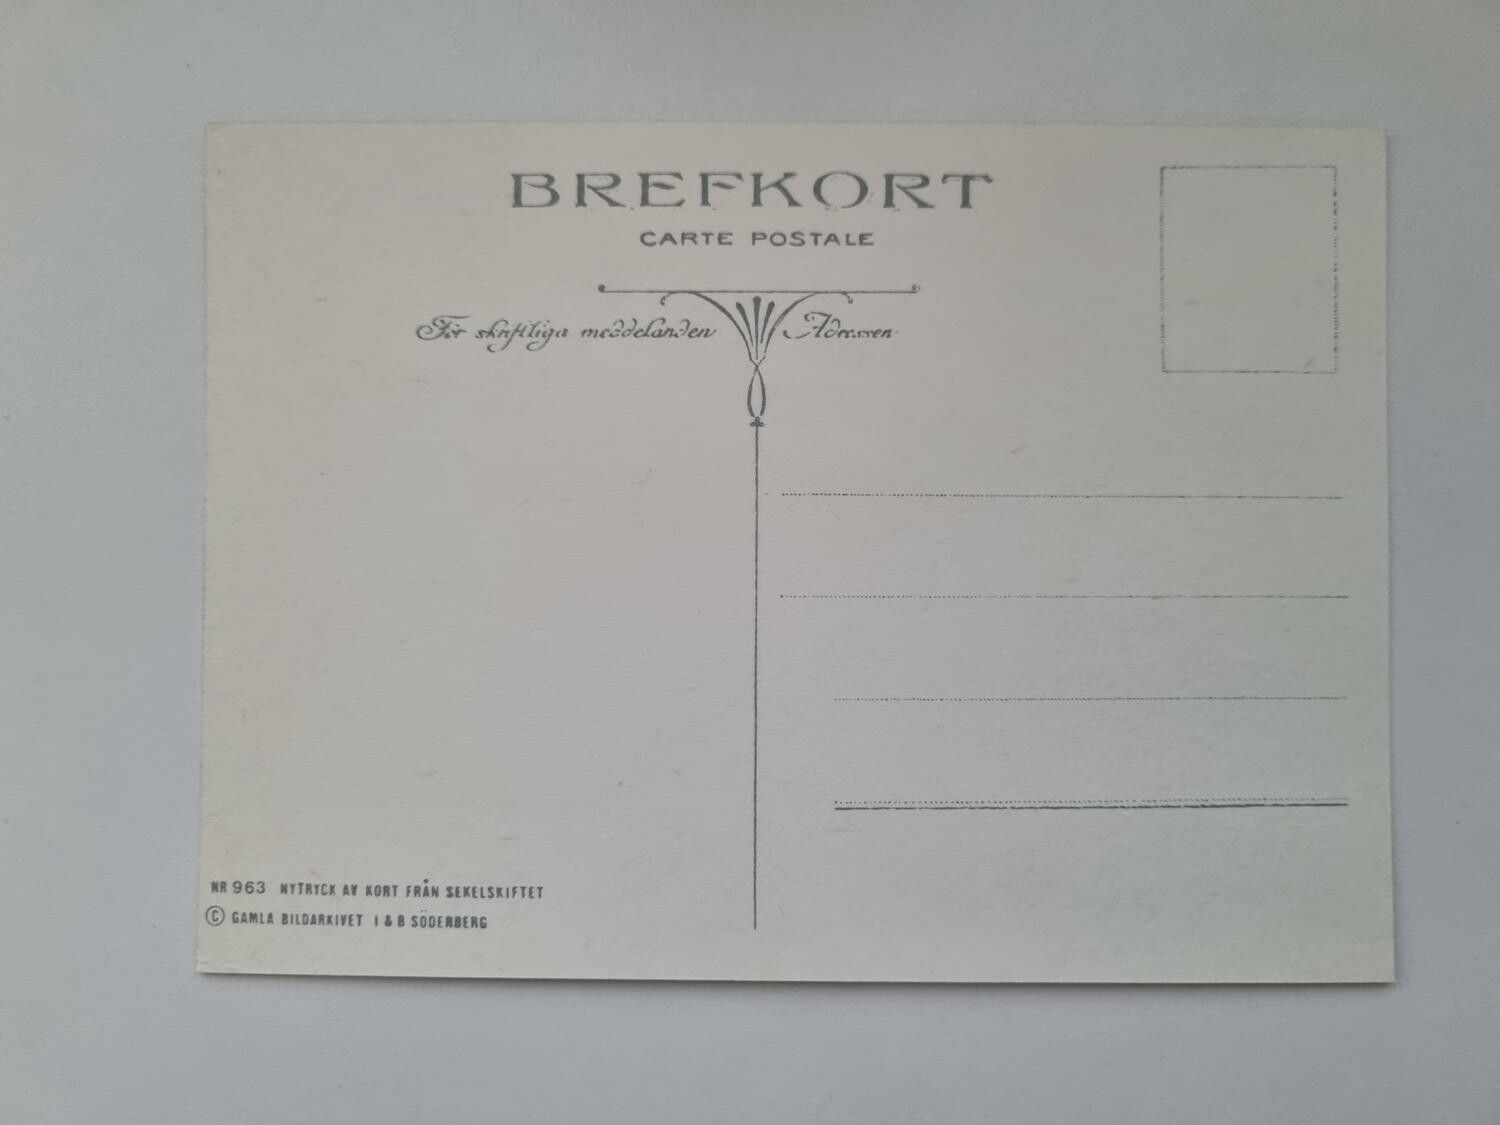 BREFKORT
CARTE POSTALE
För skriftliga meddelanden Adressen
NR 963 NYTRYCK AV KORT FRÅN SEKELSKIFTET
© GAMLA BILDARKIVET I & B SÖDERBERG